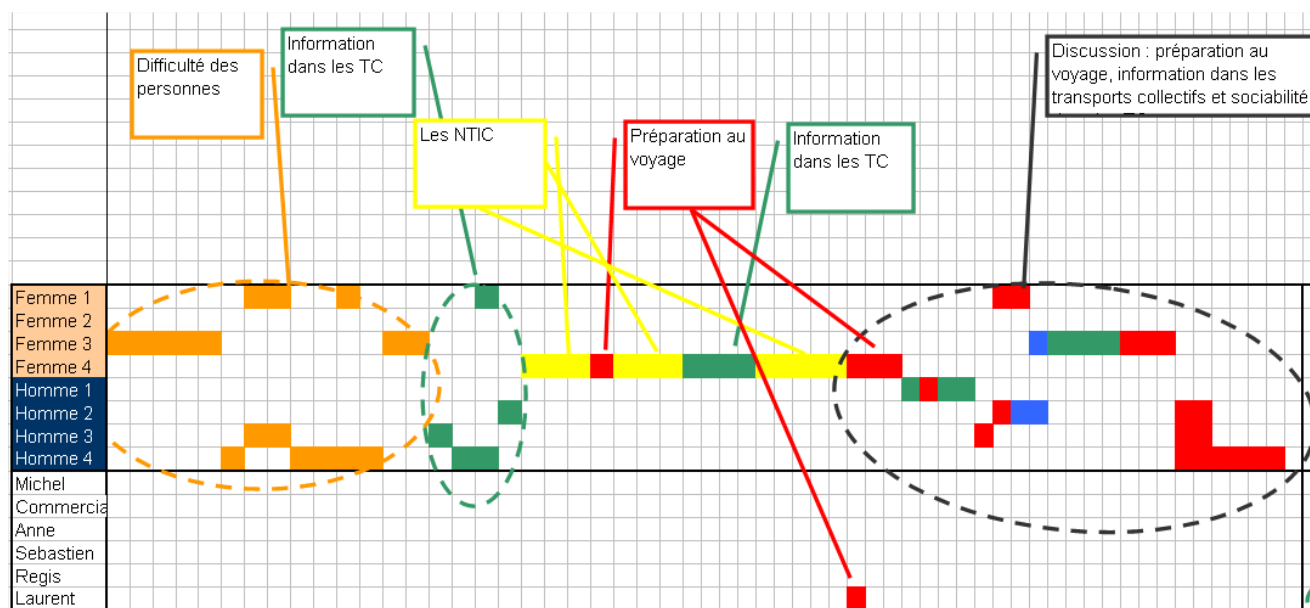 Difficulté des
personnes
Information
dans les TC
Les NTIC
Préparation au
voyage
Information
dans les TC
Discussion : préparation au
voyage, information dans les
transports collectifs et sociabilité
Femme 1
Femme 2
Femme 3
Femme 4
Homme 1
Homme 2
Homme 3
Homme 4
Michel
Commercia
Anne
Sebastien
Regis
Laurent